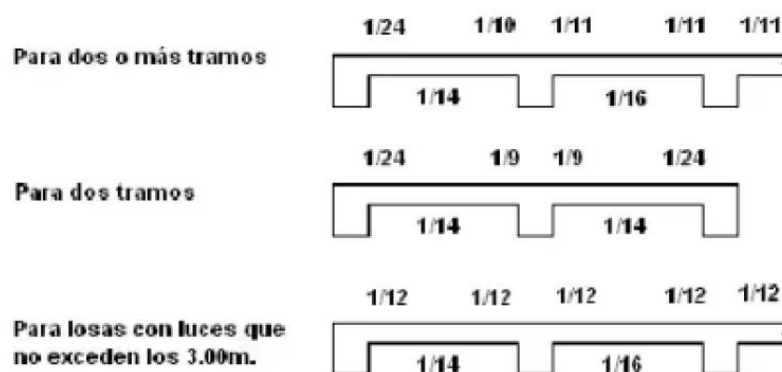 1/24 1/10 1/11 1/11 1/11
Para dos o más tramos
1/14 1/16
1/24 1/9 1/9 1/24
Para dos tramos
1/14 1/14
1/12 1/12 1/12 1/12 1/12
Para losas con luces que
no exceden los 3.00m.
1/14 1/16